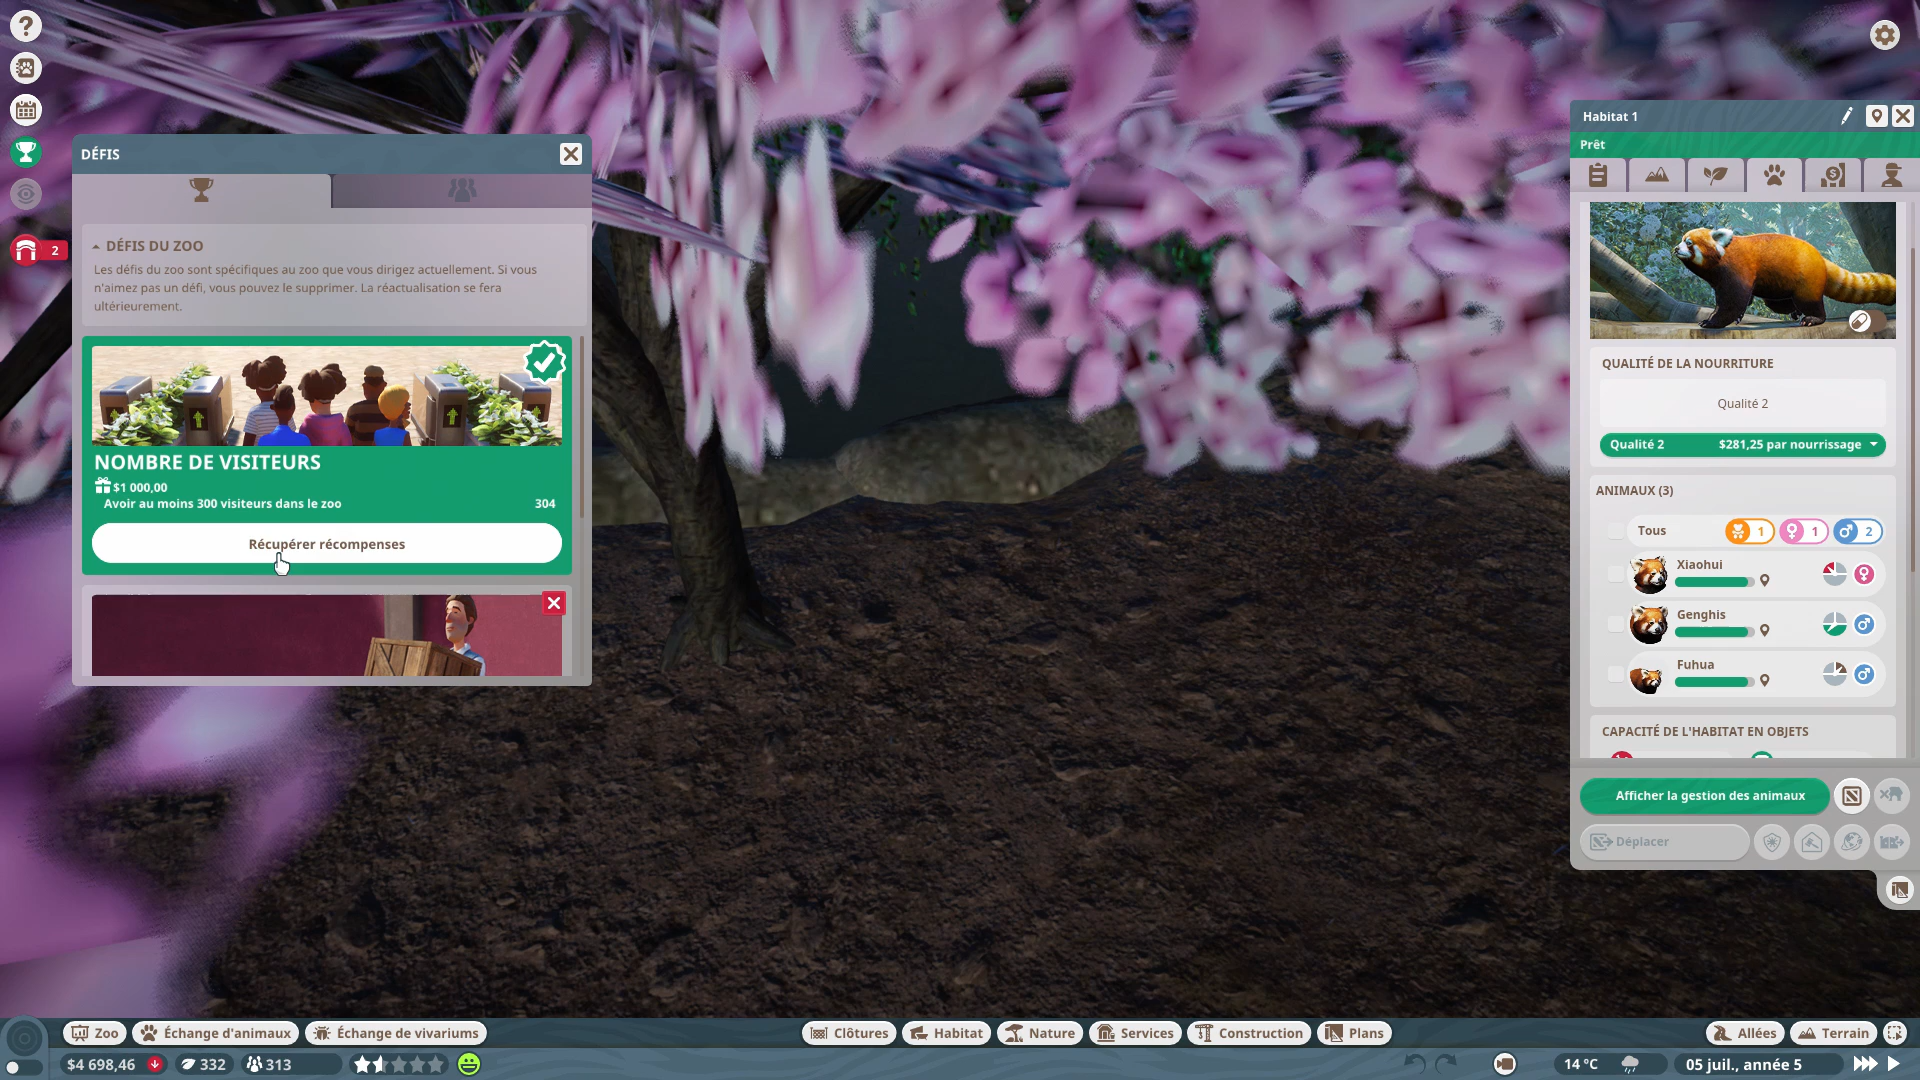 2
DÉFIS
DÉFIS DU ZOO
Les défis du zoo sont spécifiques au zoo que vous dirigez actuellement. Si vous
n'aimez pas un défi, vous pouvez le supprimer. La réactualisation se fera
ultérieurement.
NOMBRE DE VISITEURS
$1 000,00
Avoir au moins 300 visiteurs dans le zoo 304
Récupérer récompenses
Habitat 1
Prêt
QUALITÉ DE LA NOURRITURE
Qualité 2
Qualité 2 $281,25 par nourrissage
ANIMAUX (3)
Tous 1 1 2
Xiaohui
Genghis
Fuhua
CAPACITÉ DE L'HABITAT EN OBJETS
Afficher la gestion des animaux
Déplacer
Zoo Échange d'animaux Échange de vivariums Clôtures Habitat Nature Services Construction Plans Allées Terrain
$4 698,46 332 313 14 °C 05 juil., année 5